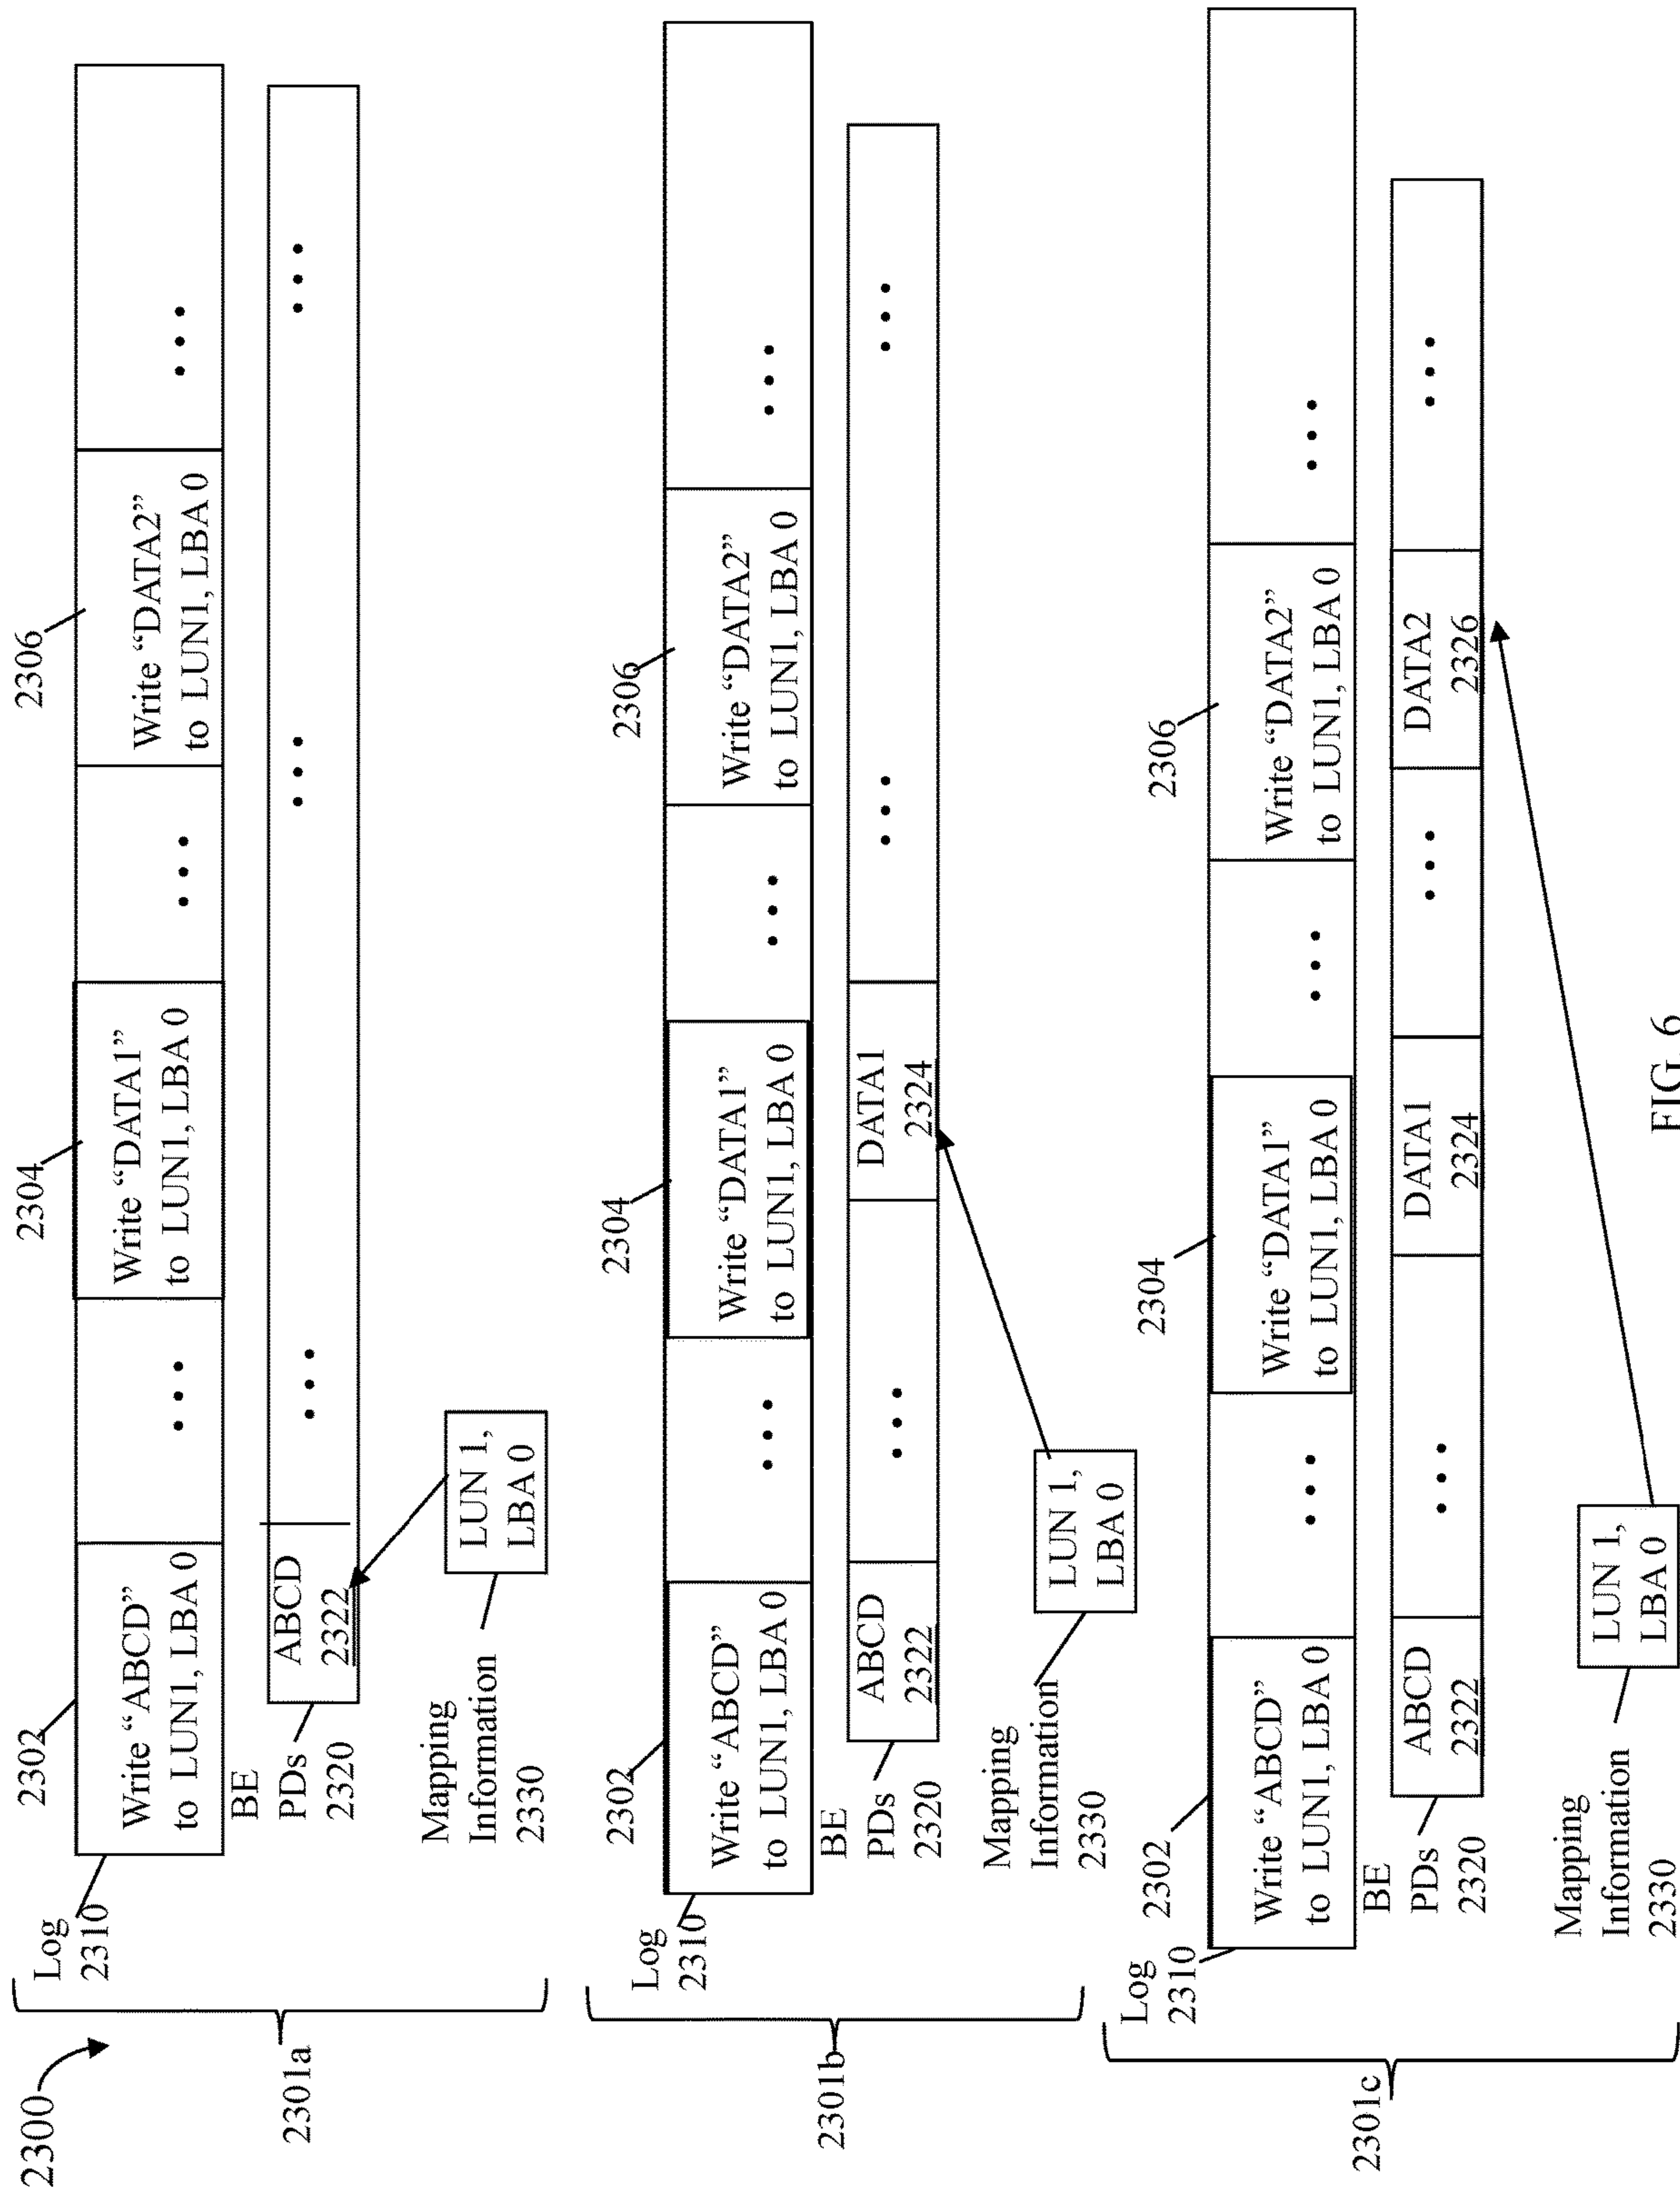 2300
2301a
Log
2310
2302
Write “ABCD”
to LUN1, LBA 0
• • •
2304
Write “DATA1”
to LUN1, LBA 0
• • •
2306
Write “DATA2”
to LUN1, LBA 0
• • •
BE
PDs
2320
ABCD
2322
• • •
• • •
• • •
Mapping
Information
2330
LUN 1,
LBA 0
2301b
Log
2310
2302
Write “ABCD”
to LUN1, LBA 0
• • •
2304
Write “DATA1”
to LUN1, LBA 0
• • •
2306
Write “DATA2”
to LUN1, LBA 0
• • •
BE
PDs
2320
ABCD
2322
• • •
DATA1
2324
• • •
• • •
Mapping
Information
2330
LUN 1,
LBA 0
2301c
Log
2310
2302
Write “ABCD”
to LUN1, LBA 0
• • •
2304
Write “DATA1”
to LUN1, LBA 0
• • •
2306
Write “DATA2”
to LUN1, LBA 0
• • •
BE
PDs
2320
ABCD
2322
• • •
DATA1
2324
• • •
DATA2
2326
• • •
Mapping
Information
2330
LUN 1,
LBA 0
FIG. 6